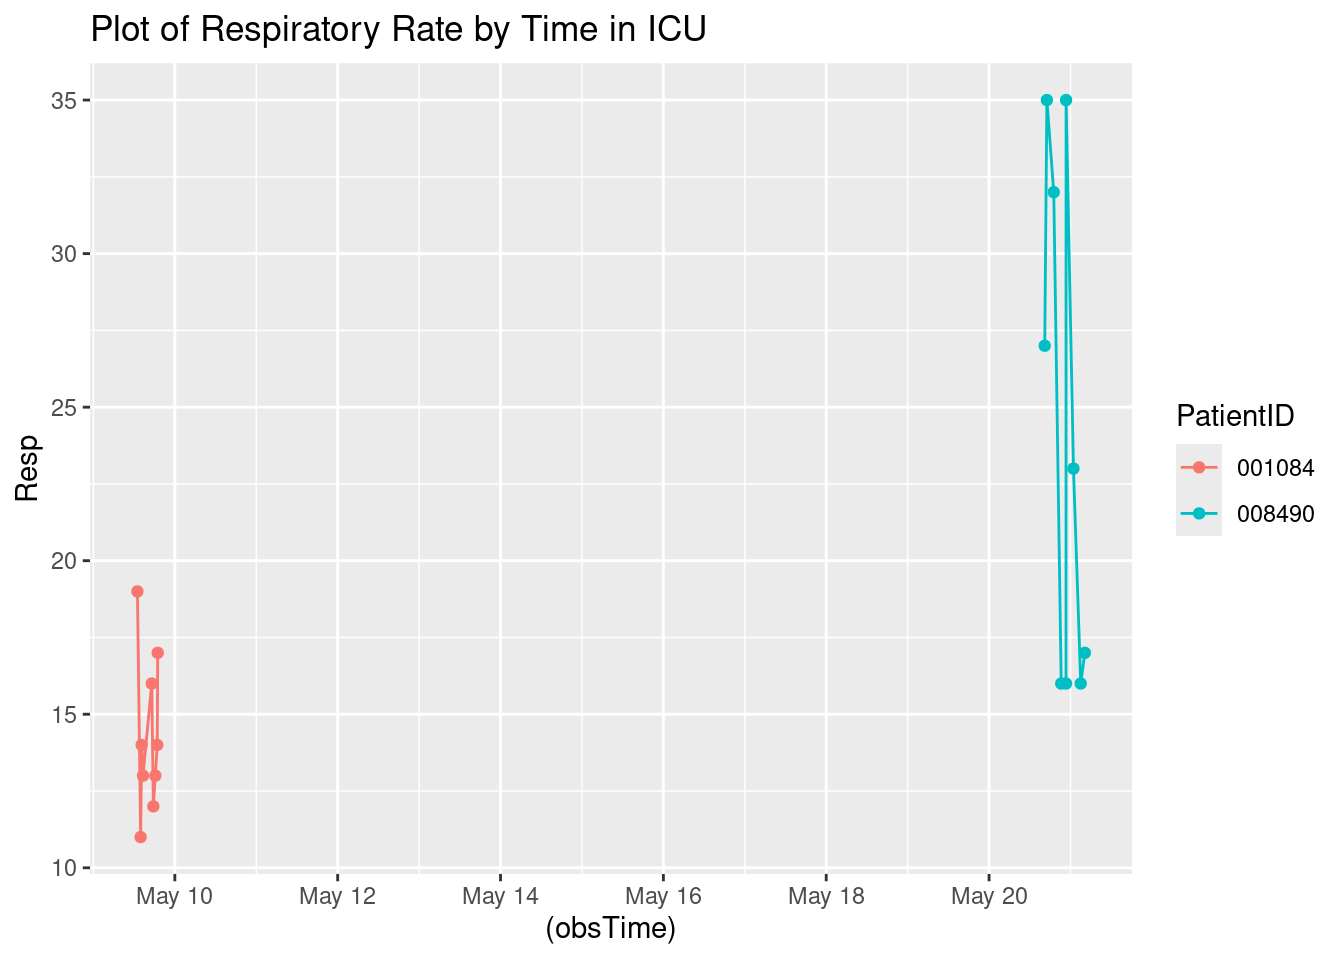 Plot of Respiratory Rate by Time in ICU
35
30
25
20
15
10
Resp
May 10 May 12 May 14 May 16 May 18 May 20
(obsTime)
PatientID
001084
008490